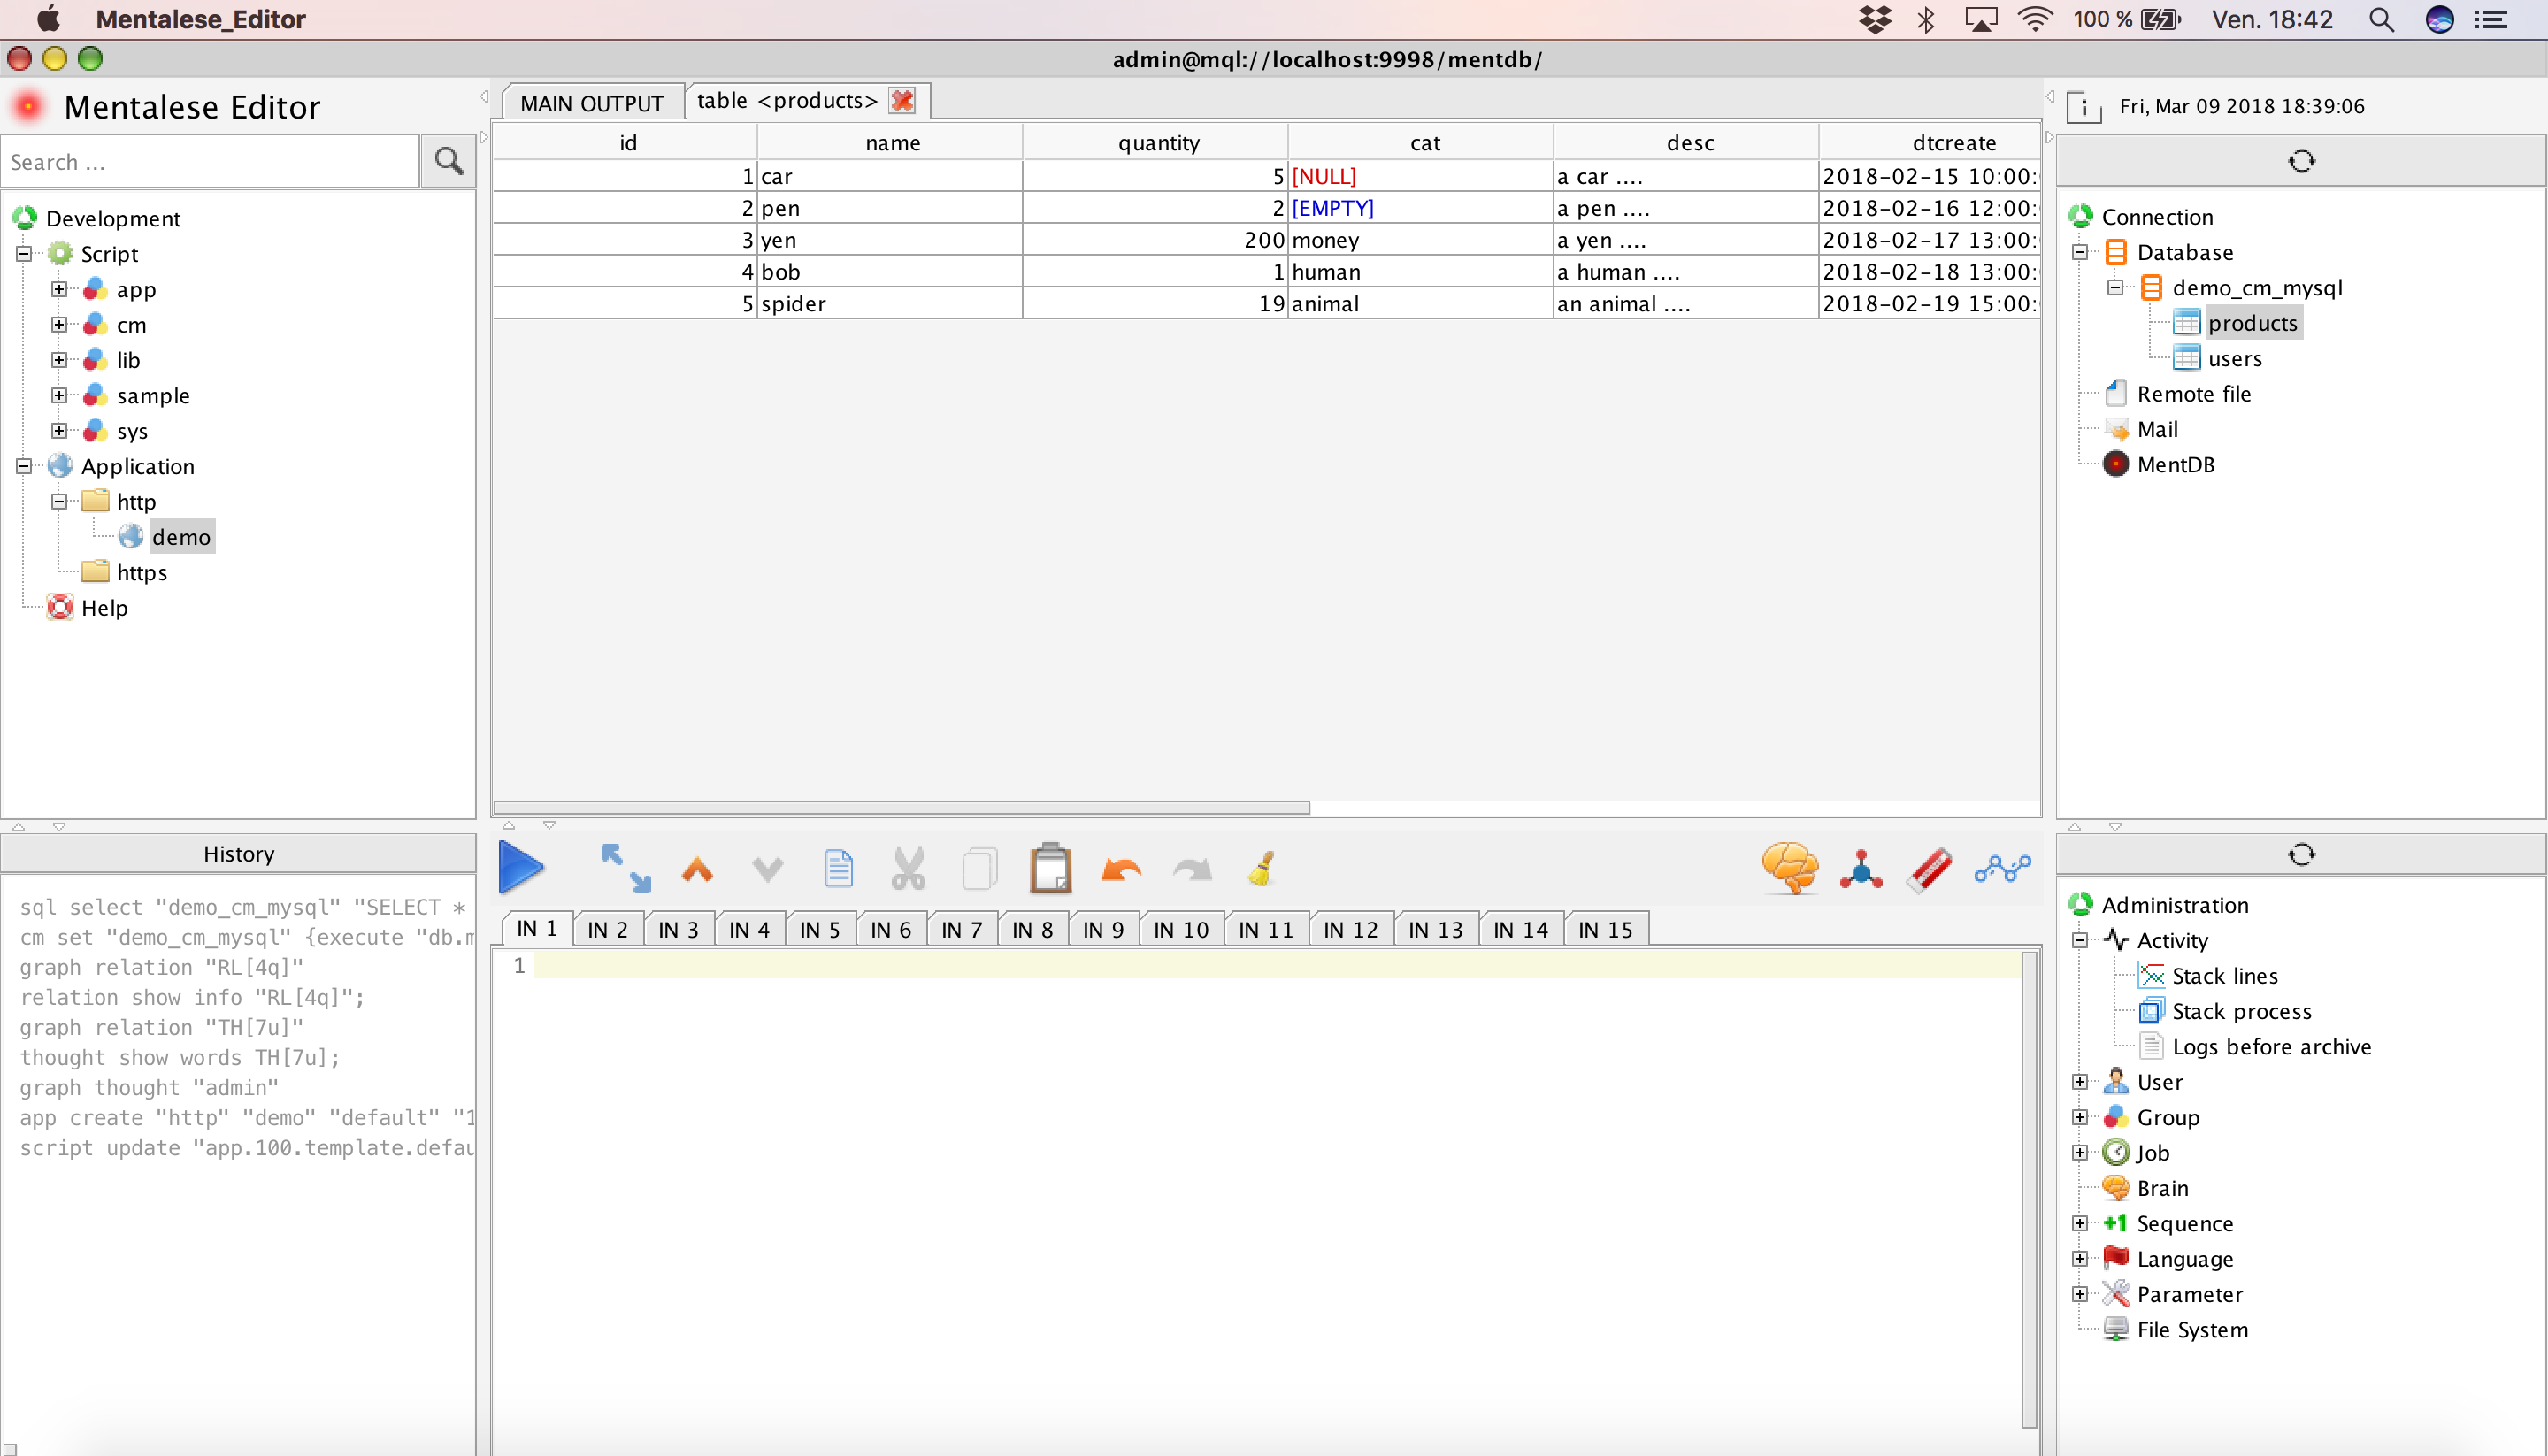 Mentalese_Editor
100 %
Ven. 18:42
admin@mql://localhost:9998/mentdb/
Mentalese Editor
Search ...
Development
Script
app
cm
lib
sample
sys
Application
http
demo
https
Help
History
sql select "demo_cm_mysql" "SELECT *
cm set "demo_cm_mysql" {execute "db.m
graph relation "RL[4q]"
relation show info "RL[4q]";
graph relation "TH[7u]"
thought show words TH[7u];
graph thought "admin"
app create "http" "demo" "default" "1
script update "app.100.template.defau
MAIN OUTPUT
table <products>
id name quantity cat desc dtcreate
1 car 5 [NULL] a car .... 2018-02-15 10:00:
2 pen 2 [EMPTY] a pen .... 2018-02-16 12:00:
3 yen 200 money a yen .... 2018-02-17 13:00:
4 bob 1 human a human .... 2018-02-18 13:00:
5 spider 19 animal an animal .... 2018-02-19 15:00:
IN 1 IN 2 IN 3 IN 4 IN 5 IN 6 IN 7 IN 8 IN 9 IN 10 IN 11 IN 12 IN 13 IN 14 IN 15
1
i
Fri, Mar 09 2018 18:39:06
Connection
Database
demo_cm_mysql
products
users
Remote file
Mail
MentDB
Administration
Activity
Stack lines
Stack process
Logs before archive
User
Group
Job
Brain
+1 Sequence
Language
Parameter
File System